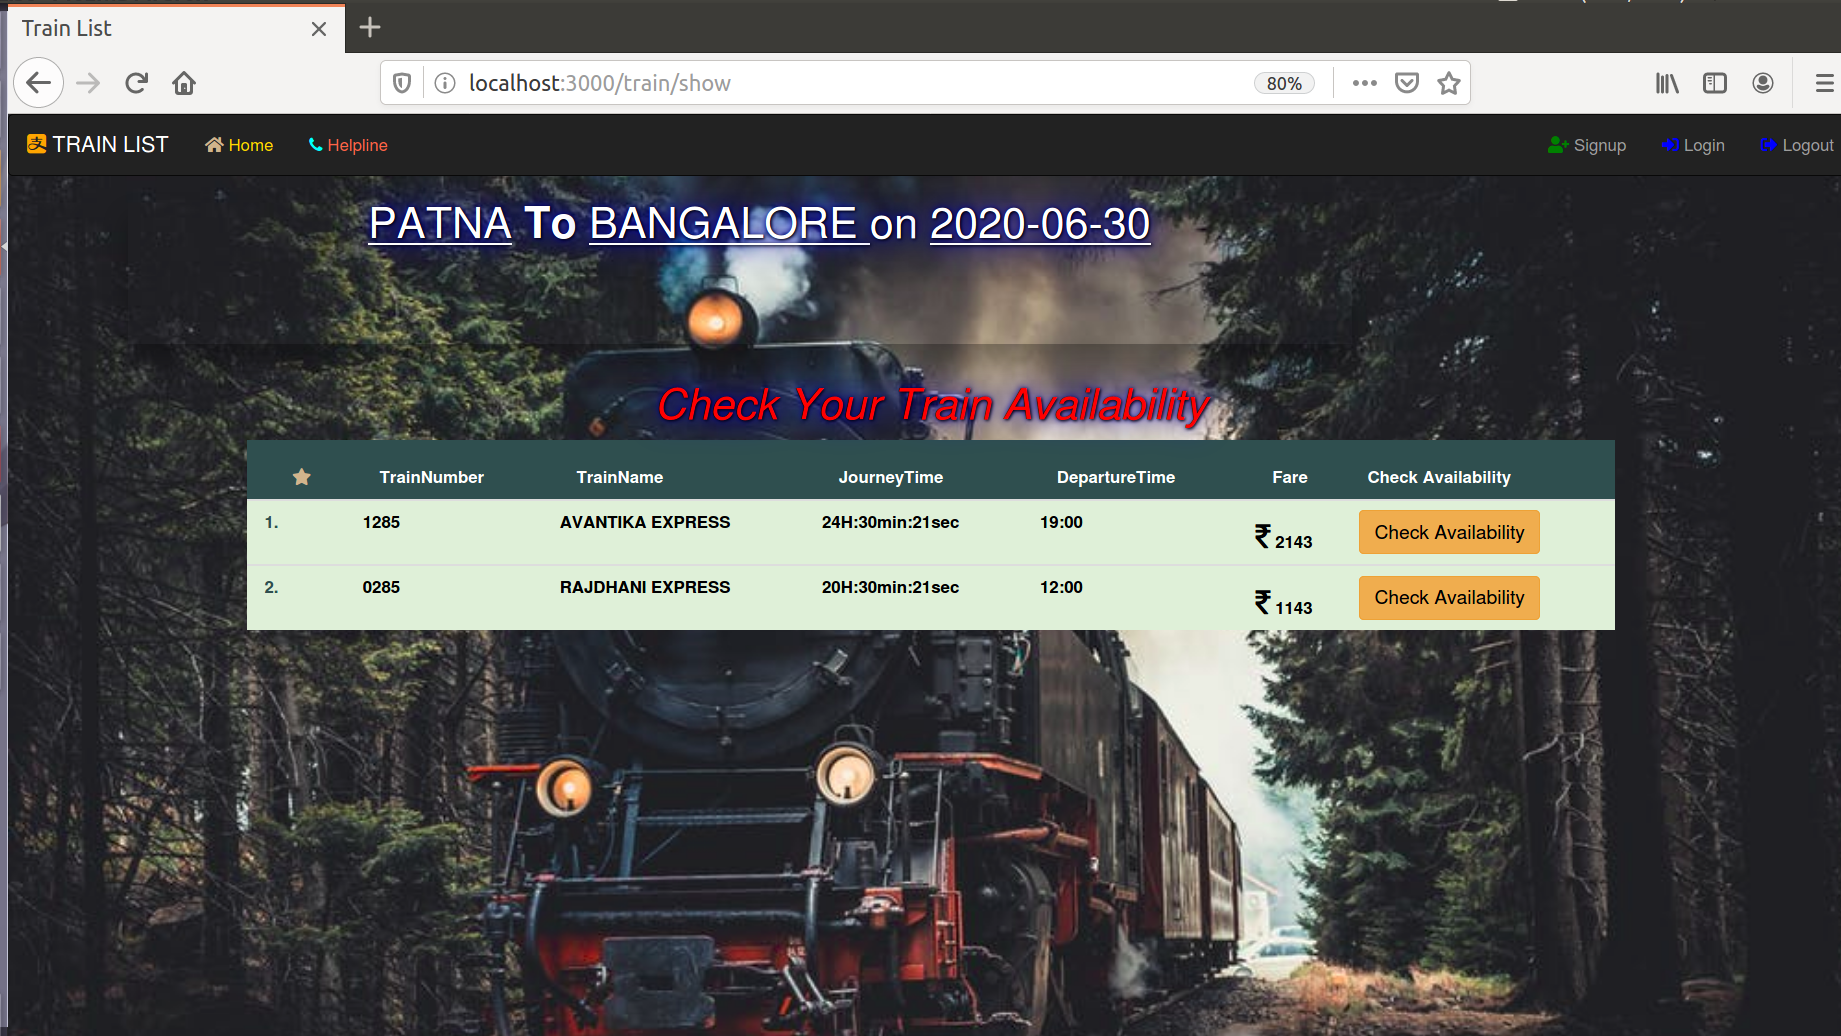 Train List
localhost:3000/train/show
80%
TRAIN LIST Home Helpline Signup Login Logout
PATNA To BANGALORE on 2020-06-30
Check Your Train Availability
TrainNumber TrainName JourneyTime DepartureTime Fare Check Availability
1. 1285 AVANTIKA EXPRESS 24H:30min:21sec 19:00 ₹ 2143 Check Availability
2. 0285 RAJDHANI EXPRESS 20H:30min:21sec 12:00 ₹ 1143 Check Availability